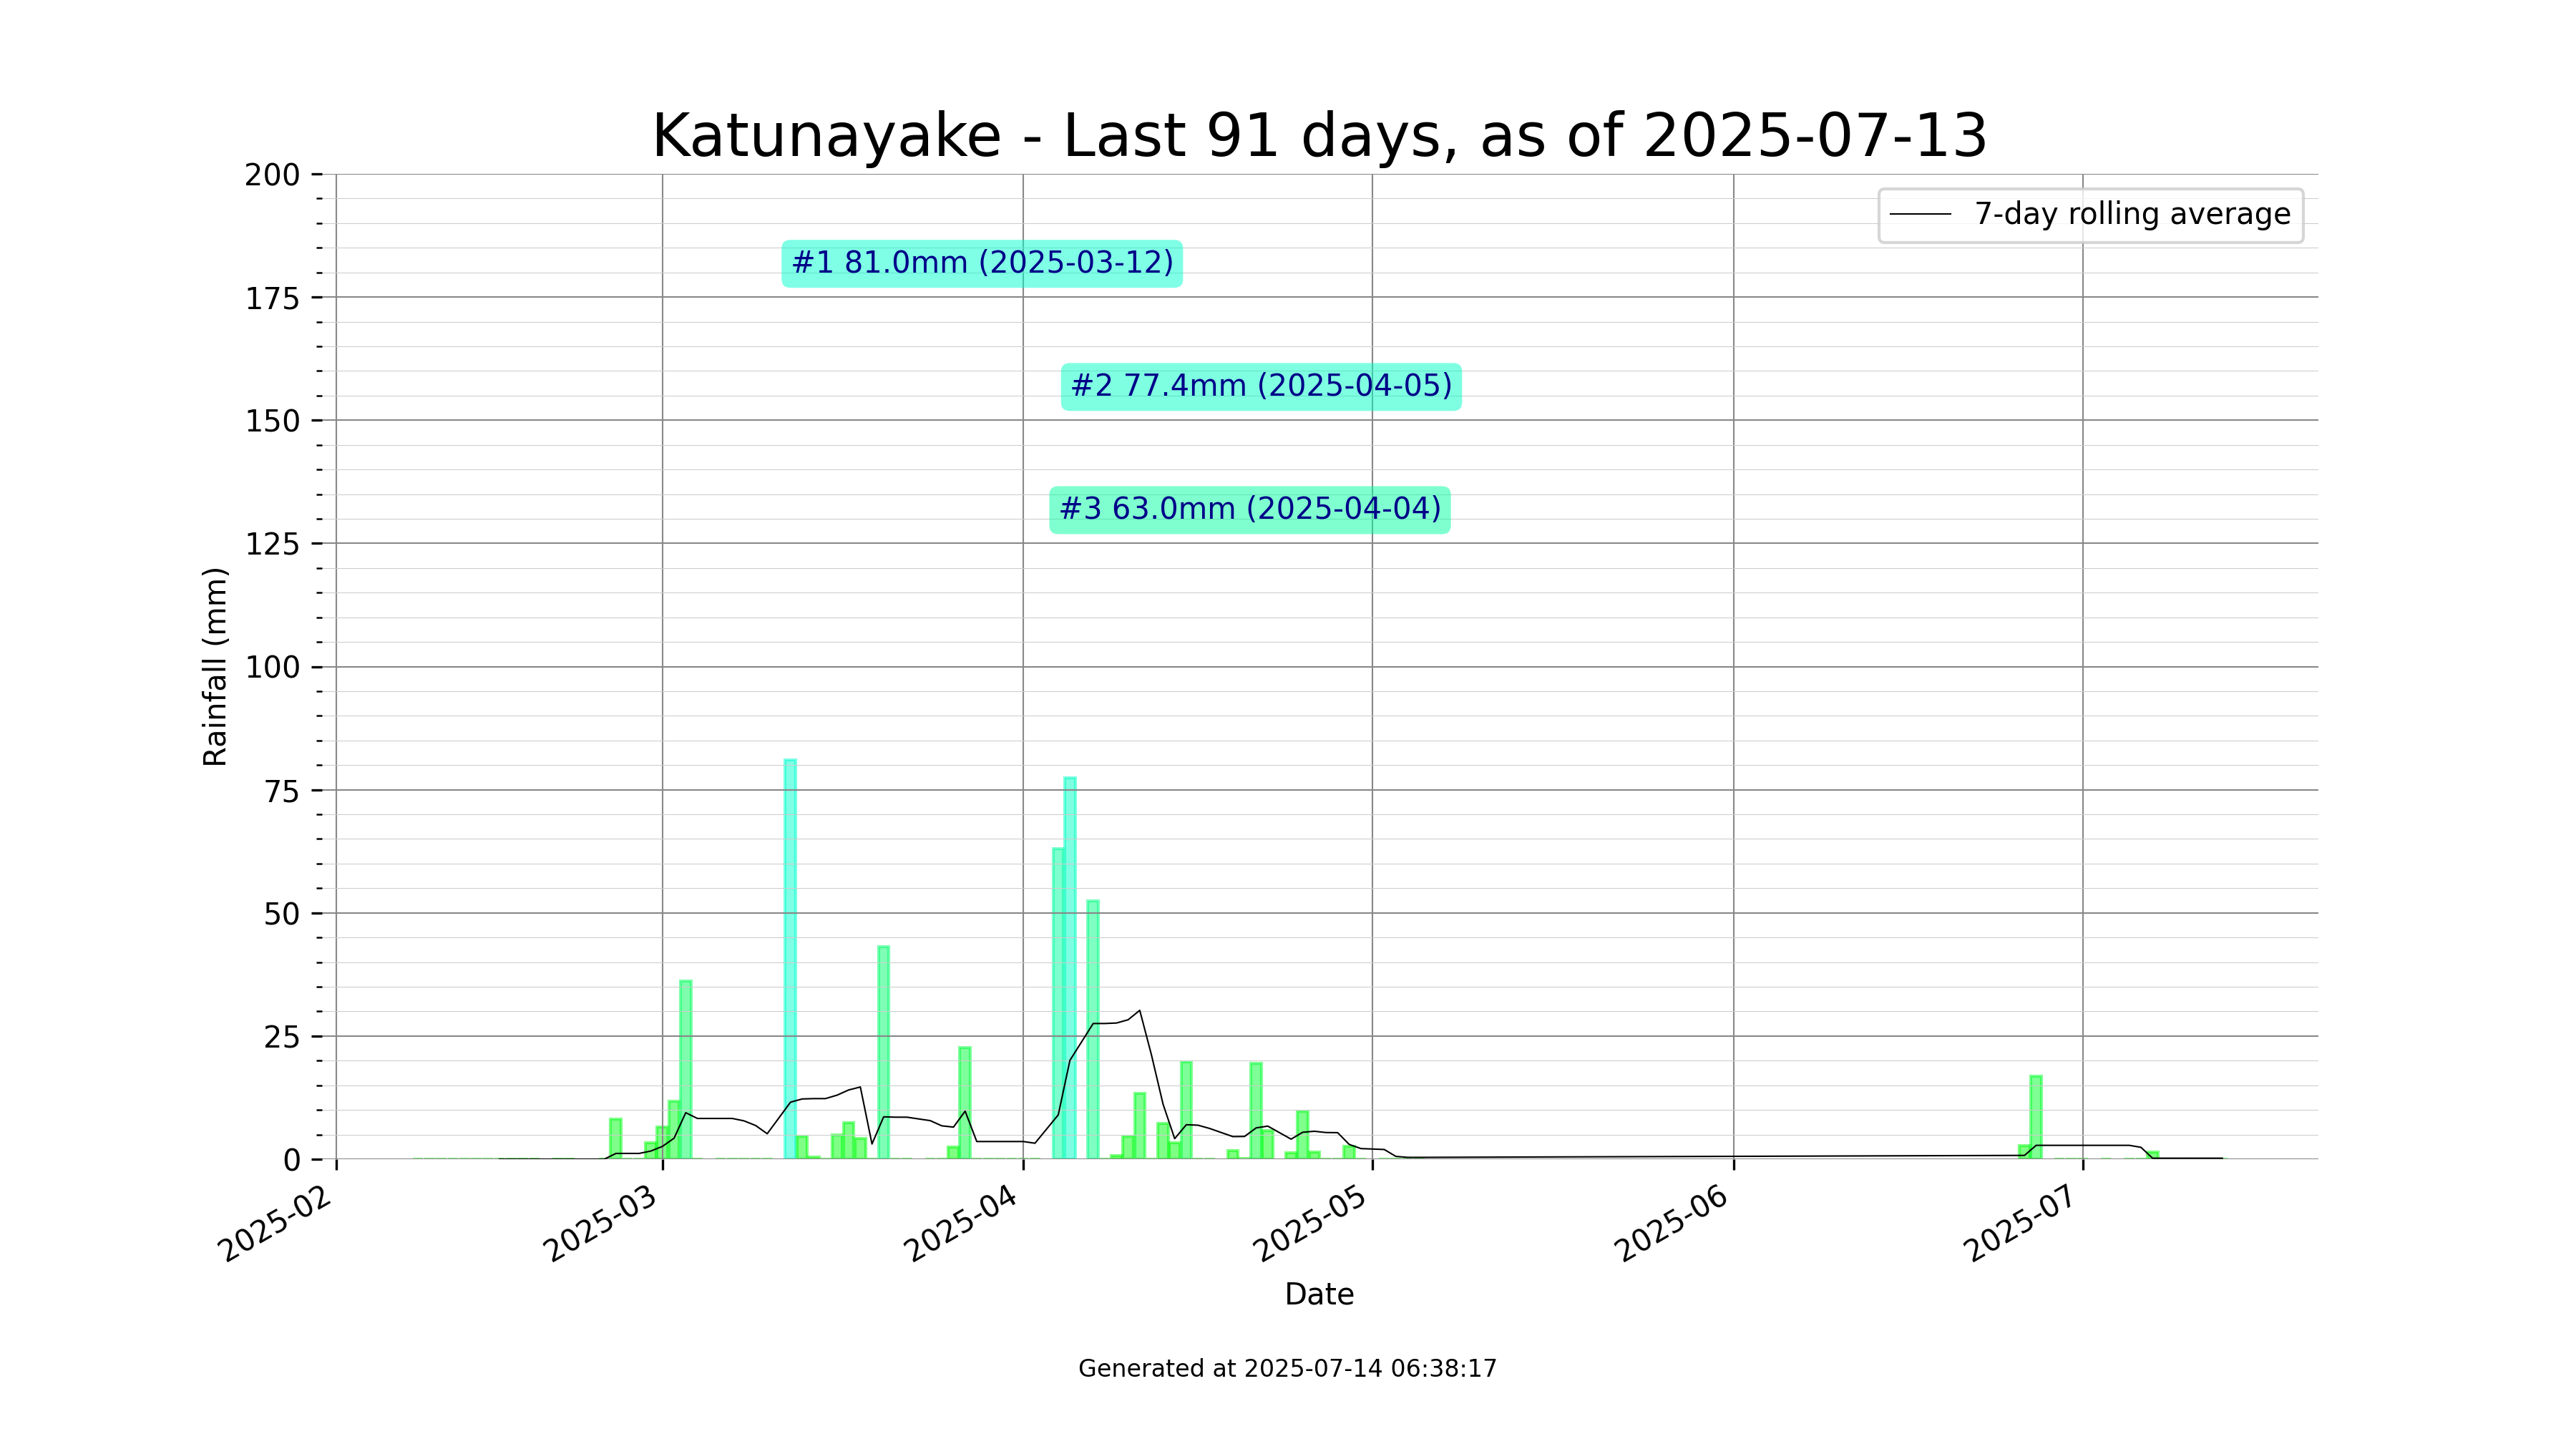 Katunayake - Last 91 days, as of 2025-07-13
7-day rolling average
#1 81.0mm (2025-03-12)
#2 77.4mm (2025-04-05)
#3 63.0mm (2025-04-04)
Rainfall (mm)
200
175
150
125
100
75
50
25
0
2025-02
2025-03
2025-04
2025-05
2025-06
2025-07
Date
Generated at 2025-07-14 06:38:17